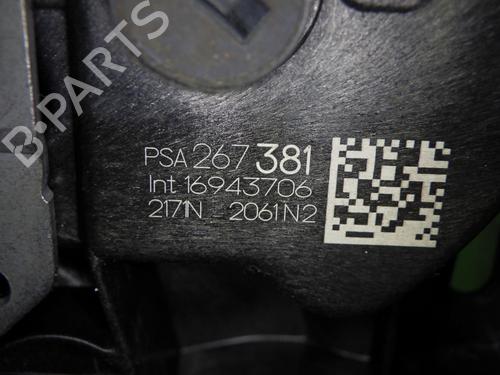 B-PARTS
PSA 267 381
Int 16943706
2171N 2061N2